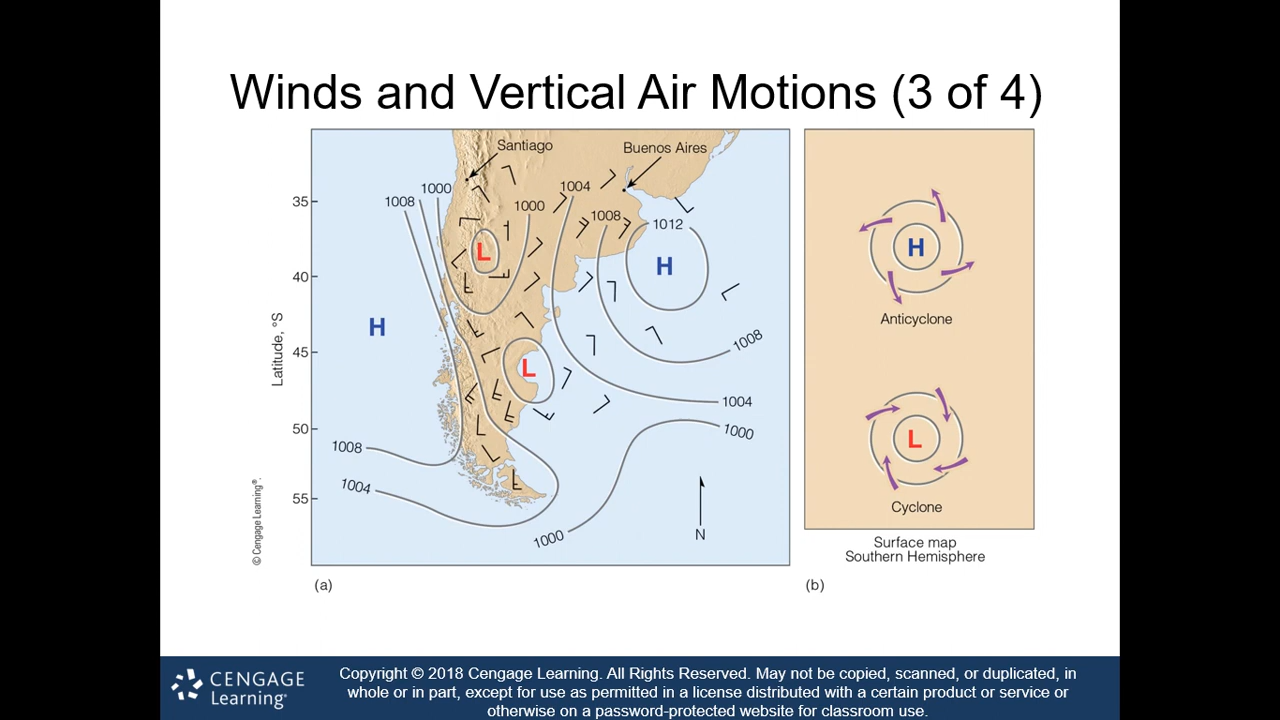 Winds and Vertical Air Motions (3 of 4)
Santiago
Buenos Aires
1008
1000
1000
1004
1008
1012
35
40
45
50
55
Latitude, °S
L
H
H
L
1008
1004
1000
1008
1004
1000
N
© Cengage Learning®.
(a)
H
Anticyclone
L
Cyclone
Surface map
Southern Hemisphere
(b)
CENGAGE
Learning®
Copyright © 2018 Cengage Learning. All Rights Reserved. May not be copied, scanned, or duplicated, in
whole or in part, except for use as permitted in a license distributed with a certain product or service or
otherwise on a password-protected website for classroom use.